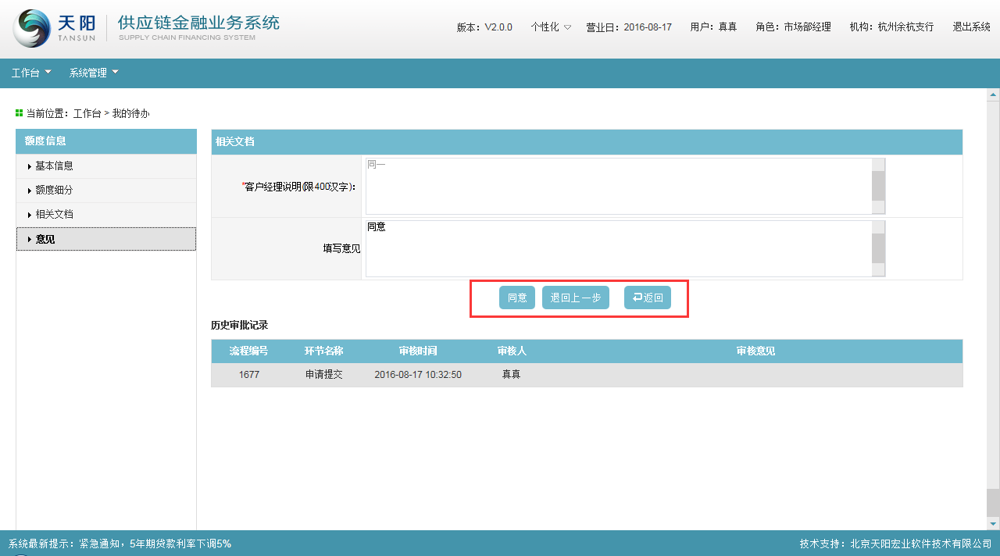 天阳
TANSUN
供应链金融业务系统
SUPPLY CHAIN FINANCING SYSTEM
版本：V2.0.0 个性化 营业日：2016-08-17 用户：真真 角色：市场部经理 机构：杭州余杭支行 退出系统
工作台 系统管理
当前位置：工作台 > 我的待办
额度信息
基本信息
额度细分
相关文档
意见
相关文档
*客户经理说明(限400汉字)：
同一
填写意见
同意
同意 退回上一步 返回
历史审批记录
流程编号 环节名称 审核时间 审核人 审核意见
1677 申请提交 2016-08-17 10:32:50 真真
系统最新提示：紧急通知，5年期贷款利率下调5% 技术支持：北京天阳宏业软件技术有限公司